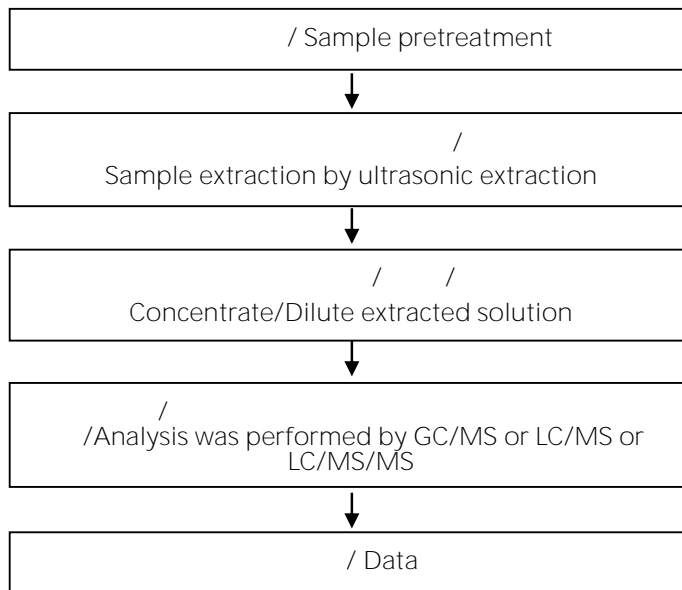 / Sample pretreatment
/
Sample extraction by ultrasonic extraction
/ /
Concentrate/Dilute extracted solution
/
/Analysis was performed by GC/MS or LC/MS or
LC/MS/MS
/ Data